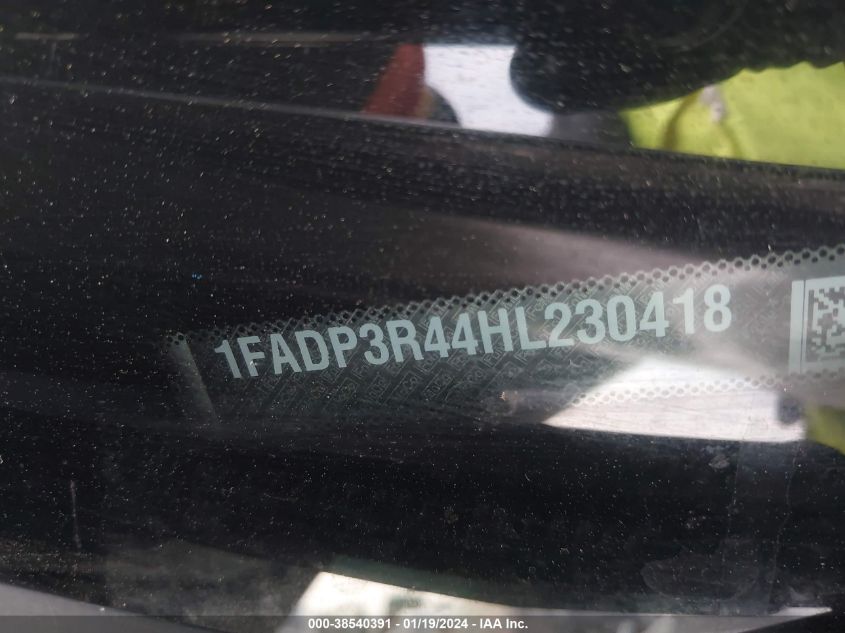 1FADP3R44HL230418
000-38540391 - 01/19/2024 - IAA Inc.